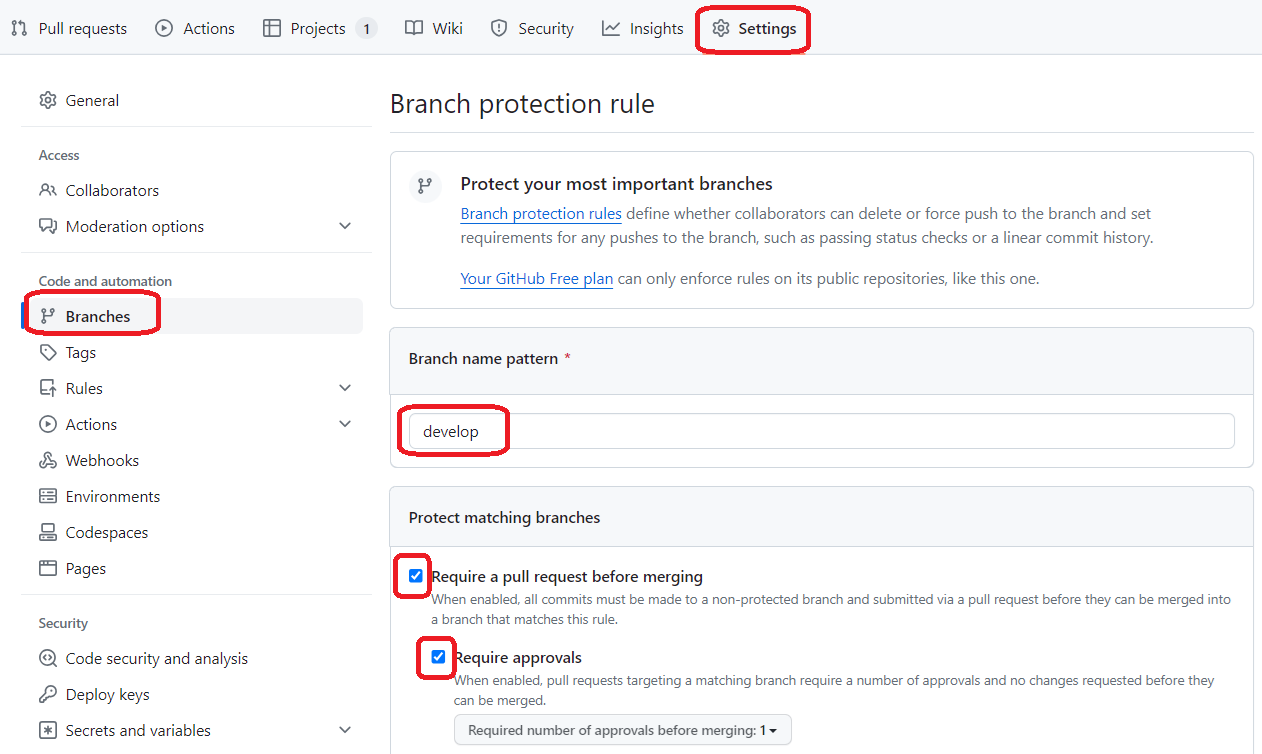 Pull requests Actions Projects 1 Wiki Security Insights Settings
General
Access
Collaborators
Moderation options
Code and automation
Branches
Tags
Rules
Actions
Webhooks
Environments
Codespaces
Pages
Security
Code security and analysis
Deploy keys
Secrets and variables
Branch protection rule
Protect your most important branches
Branch protection rules define whether collaborators can delete or force push to the branch and set
requirements for any pushes to the branch, such as passing status checks or a linear commit history.
Your GitHub Free plan can only enforce rules on its public repositories, like this one.
Branch name pattern *
develop
Protect matching branches
Require a pull request before merging
When enabled, all commits must be made to a non-protected branch and submitted via a pull request before they can be merged into
a branch that matches this rule.
Require approvals
When enabled, pull requests targeting a matching branch require a number of approvals and no changes requested before they
can be merged.
Required number of approvals before merging: 1